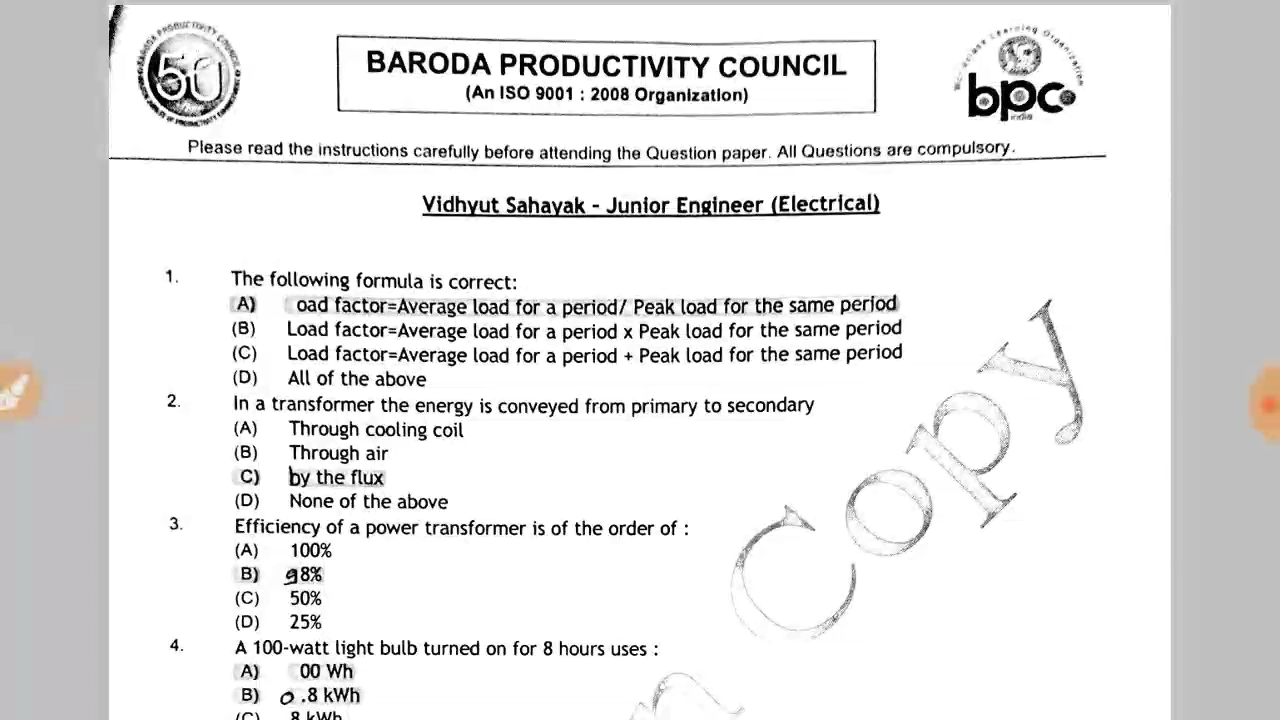 50
BARODA PRODUCTIVITY COUNCIL
(An ISO 9001 : 2008 Organization)
bpc
india
Please read the instructions carefully before attending the Question paper. All Questions are compulsory.
Vidhyut Sahayak - Junior Engineer (Electrical)
1. The following formula is correct:
A) oad factor=Average load for a period/ Peak load for the same period
(B) Load factor=Average load for a period x Peak load for the same period
(C) Load factor=Average load for a period + Peak load for the same period
(D) All of the above
2. In a transformer the energy is conveyed from primary to secondary
(A) Through cooling coil
(B) Through air
C) by the flux
(D) None of the above
3. Efficiency of a power transformer is of the order of :
(A) 100%
B) 98%
(C) 50%
(D) 25%
4. A 100-watt light bulb turned on for 8 hours uses :
A) 00 Wh
B) 0.8 kWh
(C) 8 kWh
Copy